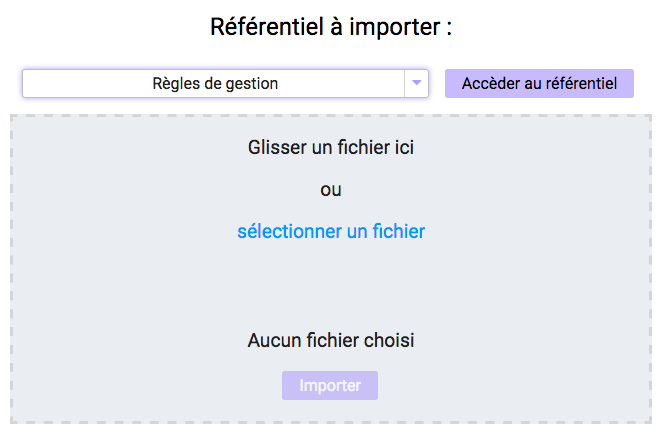 Référentiel à importer :
Règles de gestion
Accèder au référentiel
Glisser un fichier ici
ou
sélectionner un fichier
Aucun fichier choisi
Importer